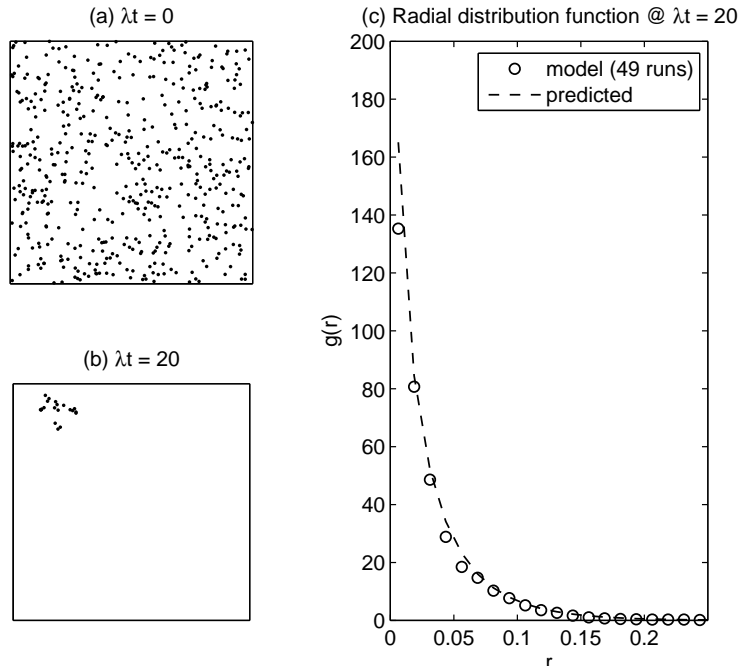 (a) λt = 0
(b) λt = 20
(c) Radial distribution function @ λt = 20
model (49 runs)
predicted
200
180
160
140
120
100
80
60
40
20
0
g(r)
0 0.05 0.1 0.15 0.2
r